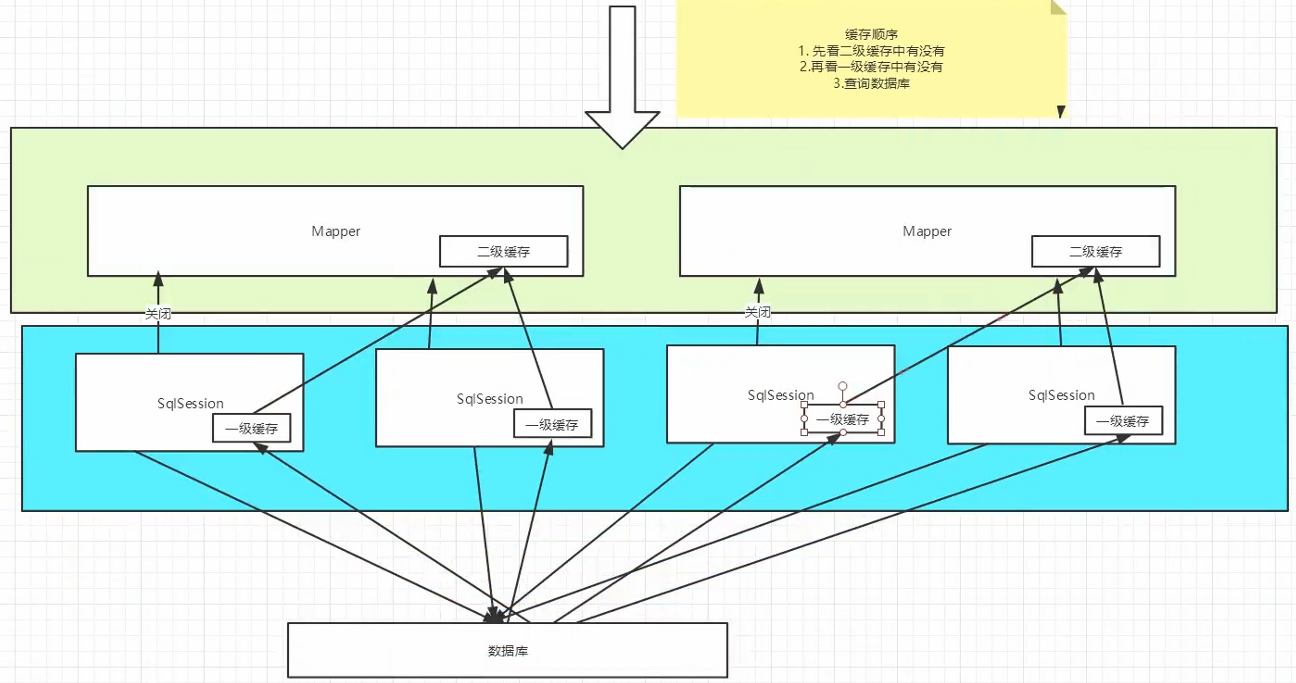 缓存顺序
1. 先看二级缓存中有没有
2.再看一级缓存中有没有
3.查询数据库
Mapper
二级缓存
Mapper
二级缓存
关闭
关闭
SqlSession
一级缓存
SqlSession
一级缓存
SqlSession
一级缓存
SqlSession
一级缓存
数据库